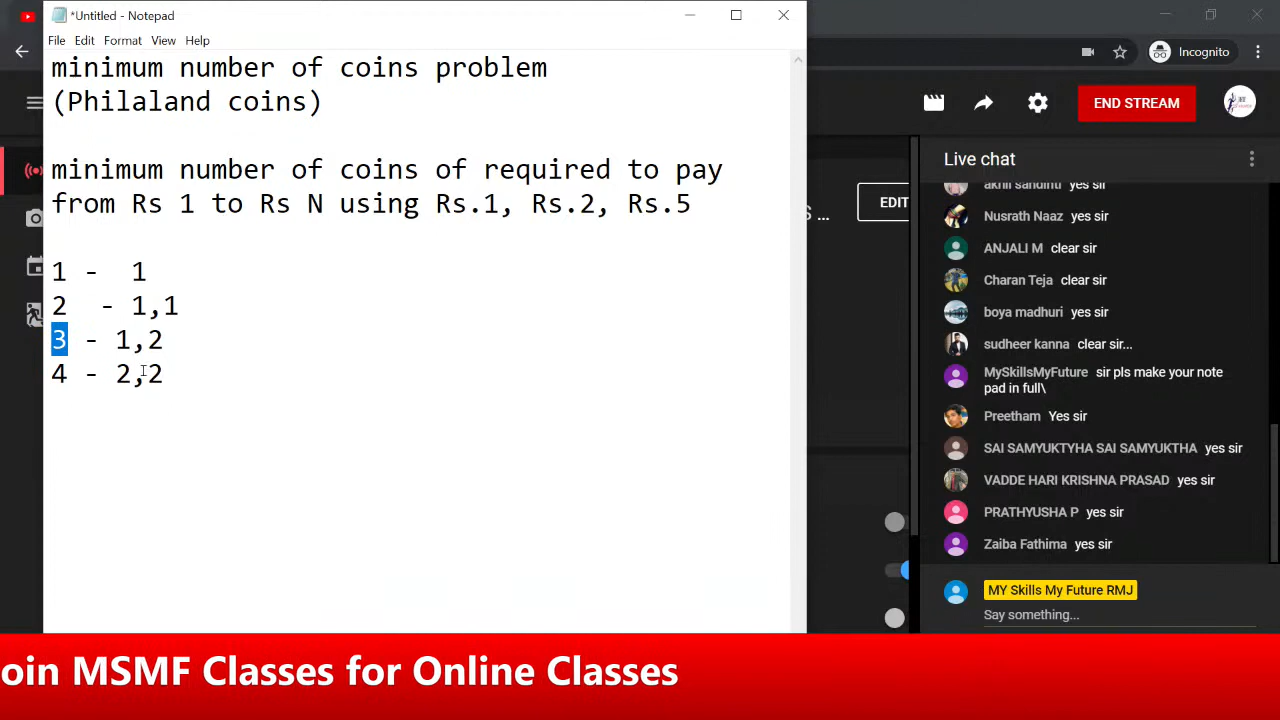 *Untitled - Notepad
File Edit Format View Help
minimum number of coins problem
(Philaland coins)
minimum number of coins of required to pay
from Rs 1 to Rs N using Rs.1, Rs.2, Rs.5
1 - 1
2 - 1,1
3 - 1,2
4 - 2,2
Incognito
END STREAM
EDIT
Live chat
akhil sandinti yes sir
Nusrath Naaz yes sir
ANJALI M clear sir
Charan Teja clear sir
boya madhuri yes sir
sudheer kanna clear sir...
MySkillsMyFuture sir pls make your note
pad in full\
Preetham Yes sir
SAI SAMYUKTYHA SAI SAMYUKTHA yes sir
VADDE HARI KRISHNA PRASAD yes sir
PRATHYUSHA P yes sir
Zaiba Fathima yes sir
MY Skills My Future RMJ
Say something...
oin MSMF Classes for Online Classes